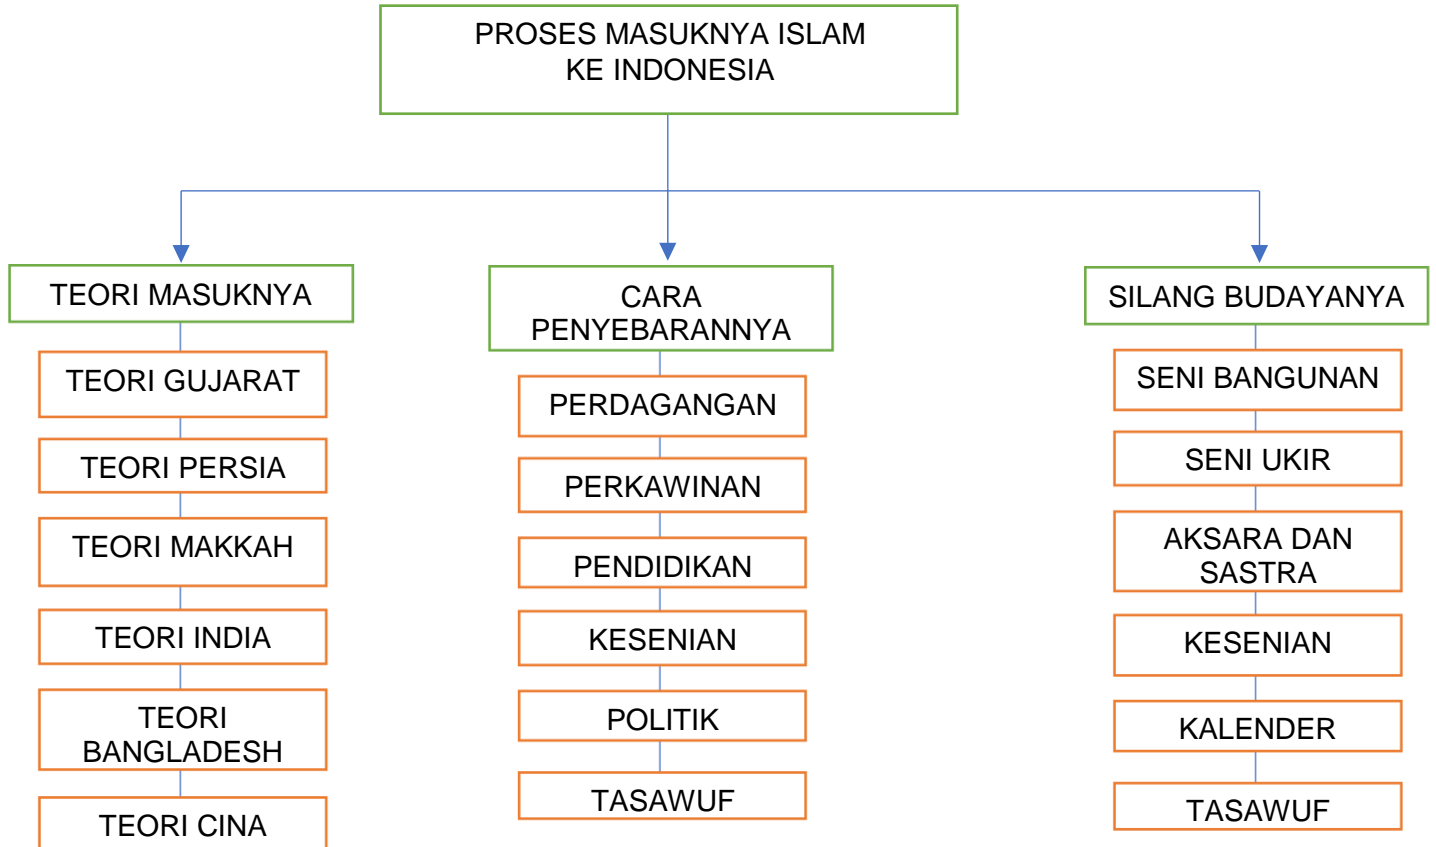 PROSES MASUKNYA ISLAM
KE INDONESIA
TEORI MASUKNYA
TEORI GUJARAT
TEORI PERSIA
TEORI MAKKAH
TEORI INDIA
TEORI
BANGLADESH
TEORI CINA
CARA
PENYEBARANNYA
PERDAGANGAN
PERKAWINAN
PENDIDIKAN
KESENIAN
POLITIK
TASAWUF
SILANG BUDAYANYA
SENI BANGUNAN
SENI UKIR
AKSARA DAN
SASTRA
KESENIAN
KALENDER
TASAWUF